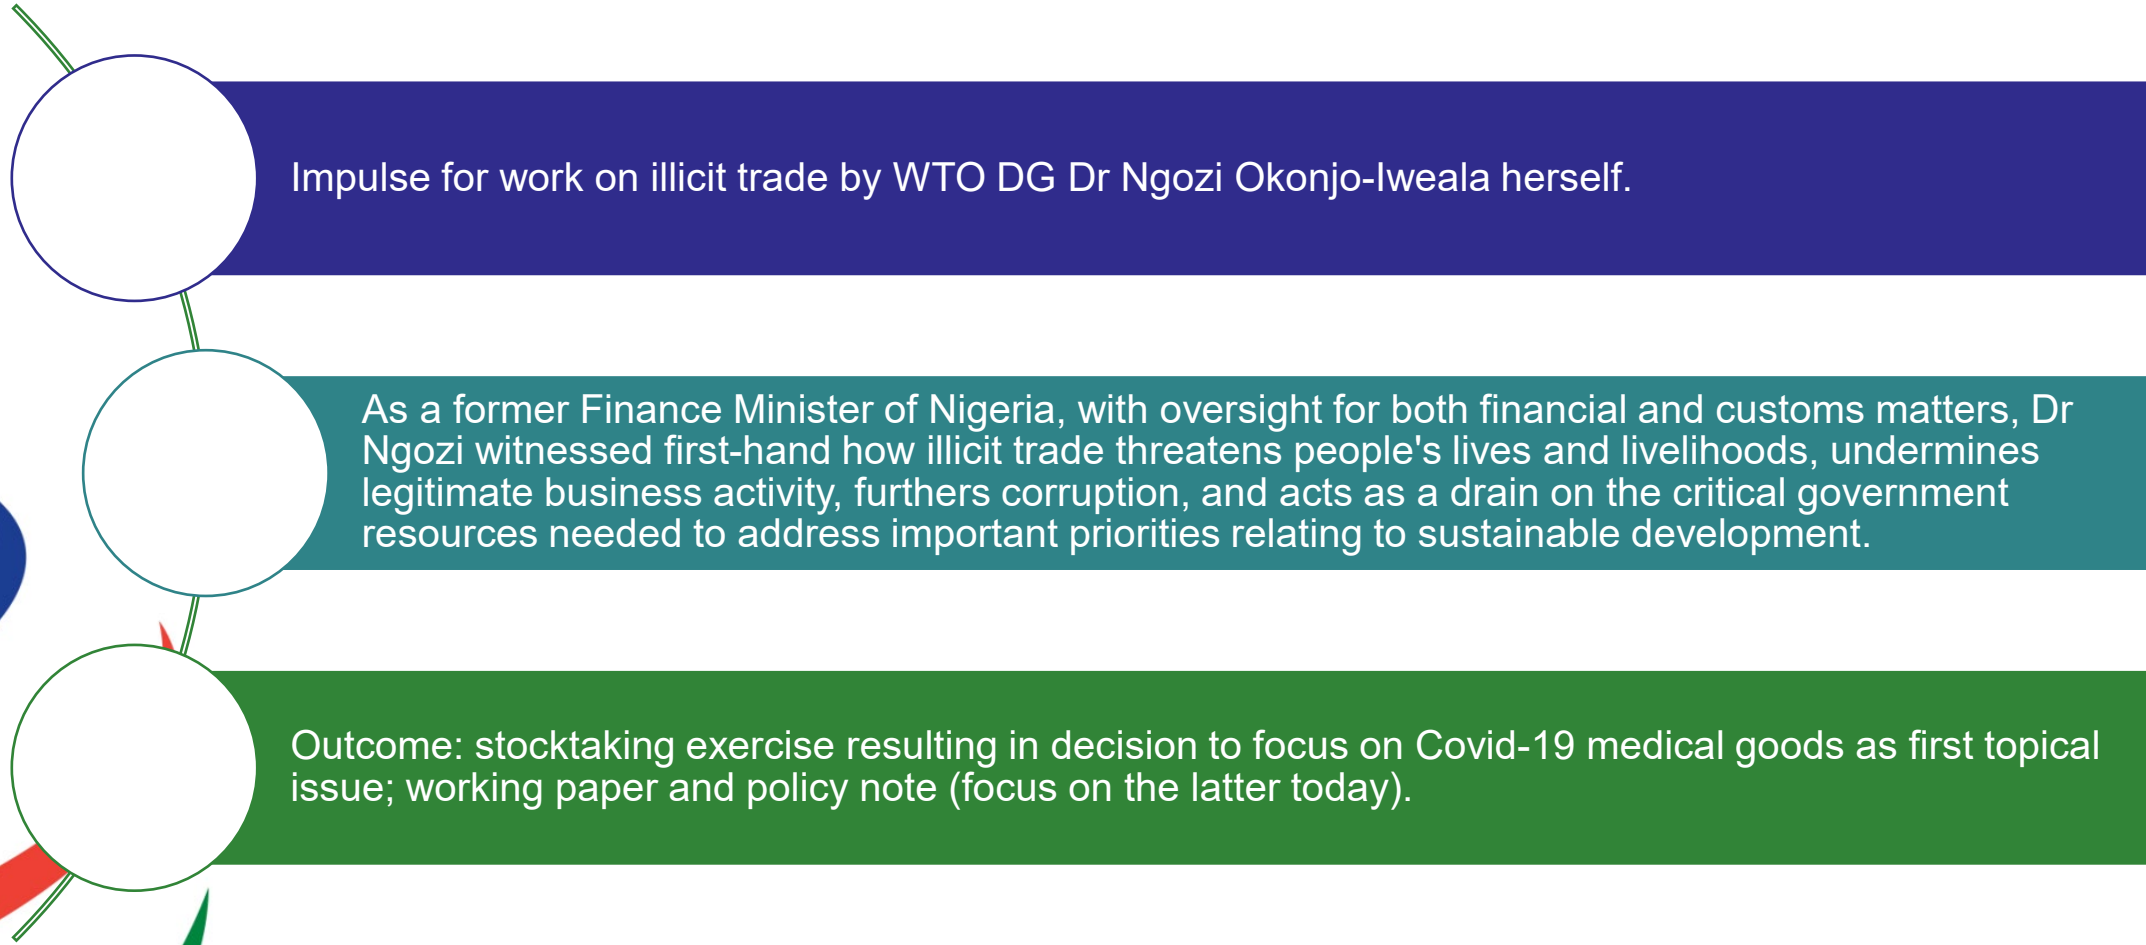 Impulse for work on illicit trade by WTO DG Dr Ngozi Okonjo-Iweala herself.
As a former Finance Minister of Nigeria, with oversight for both financial and customs matters, Dr
Ngozi witnessed first-hand how illicit trade threatens people's lives and livelihoods, undermines
legitimate business activity, furthers corruption, and acts as a drain on the critical government
resources needed to address important priorities relating to sustainable development.
Outcome: stocktaking exercise resulting in decision to focus on Covid-19 medical goods as first topical
issue; working paper and policy note (focus on the latter today).